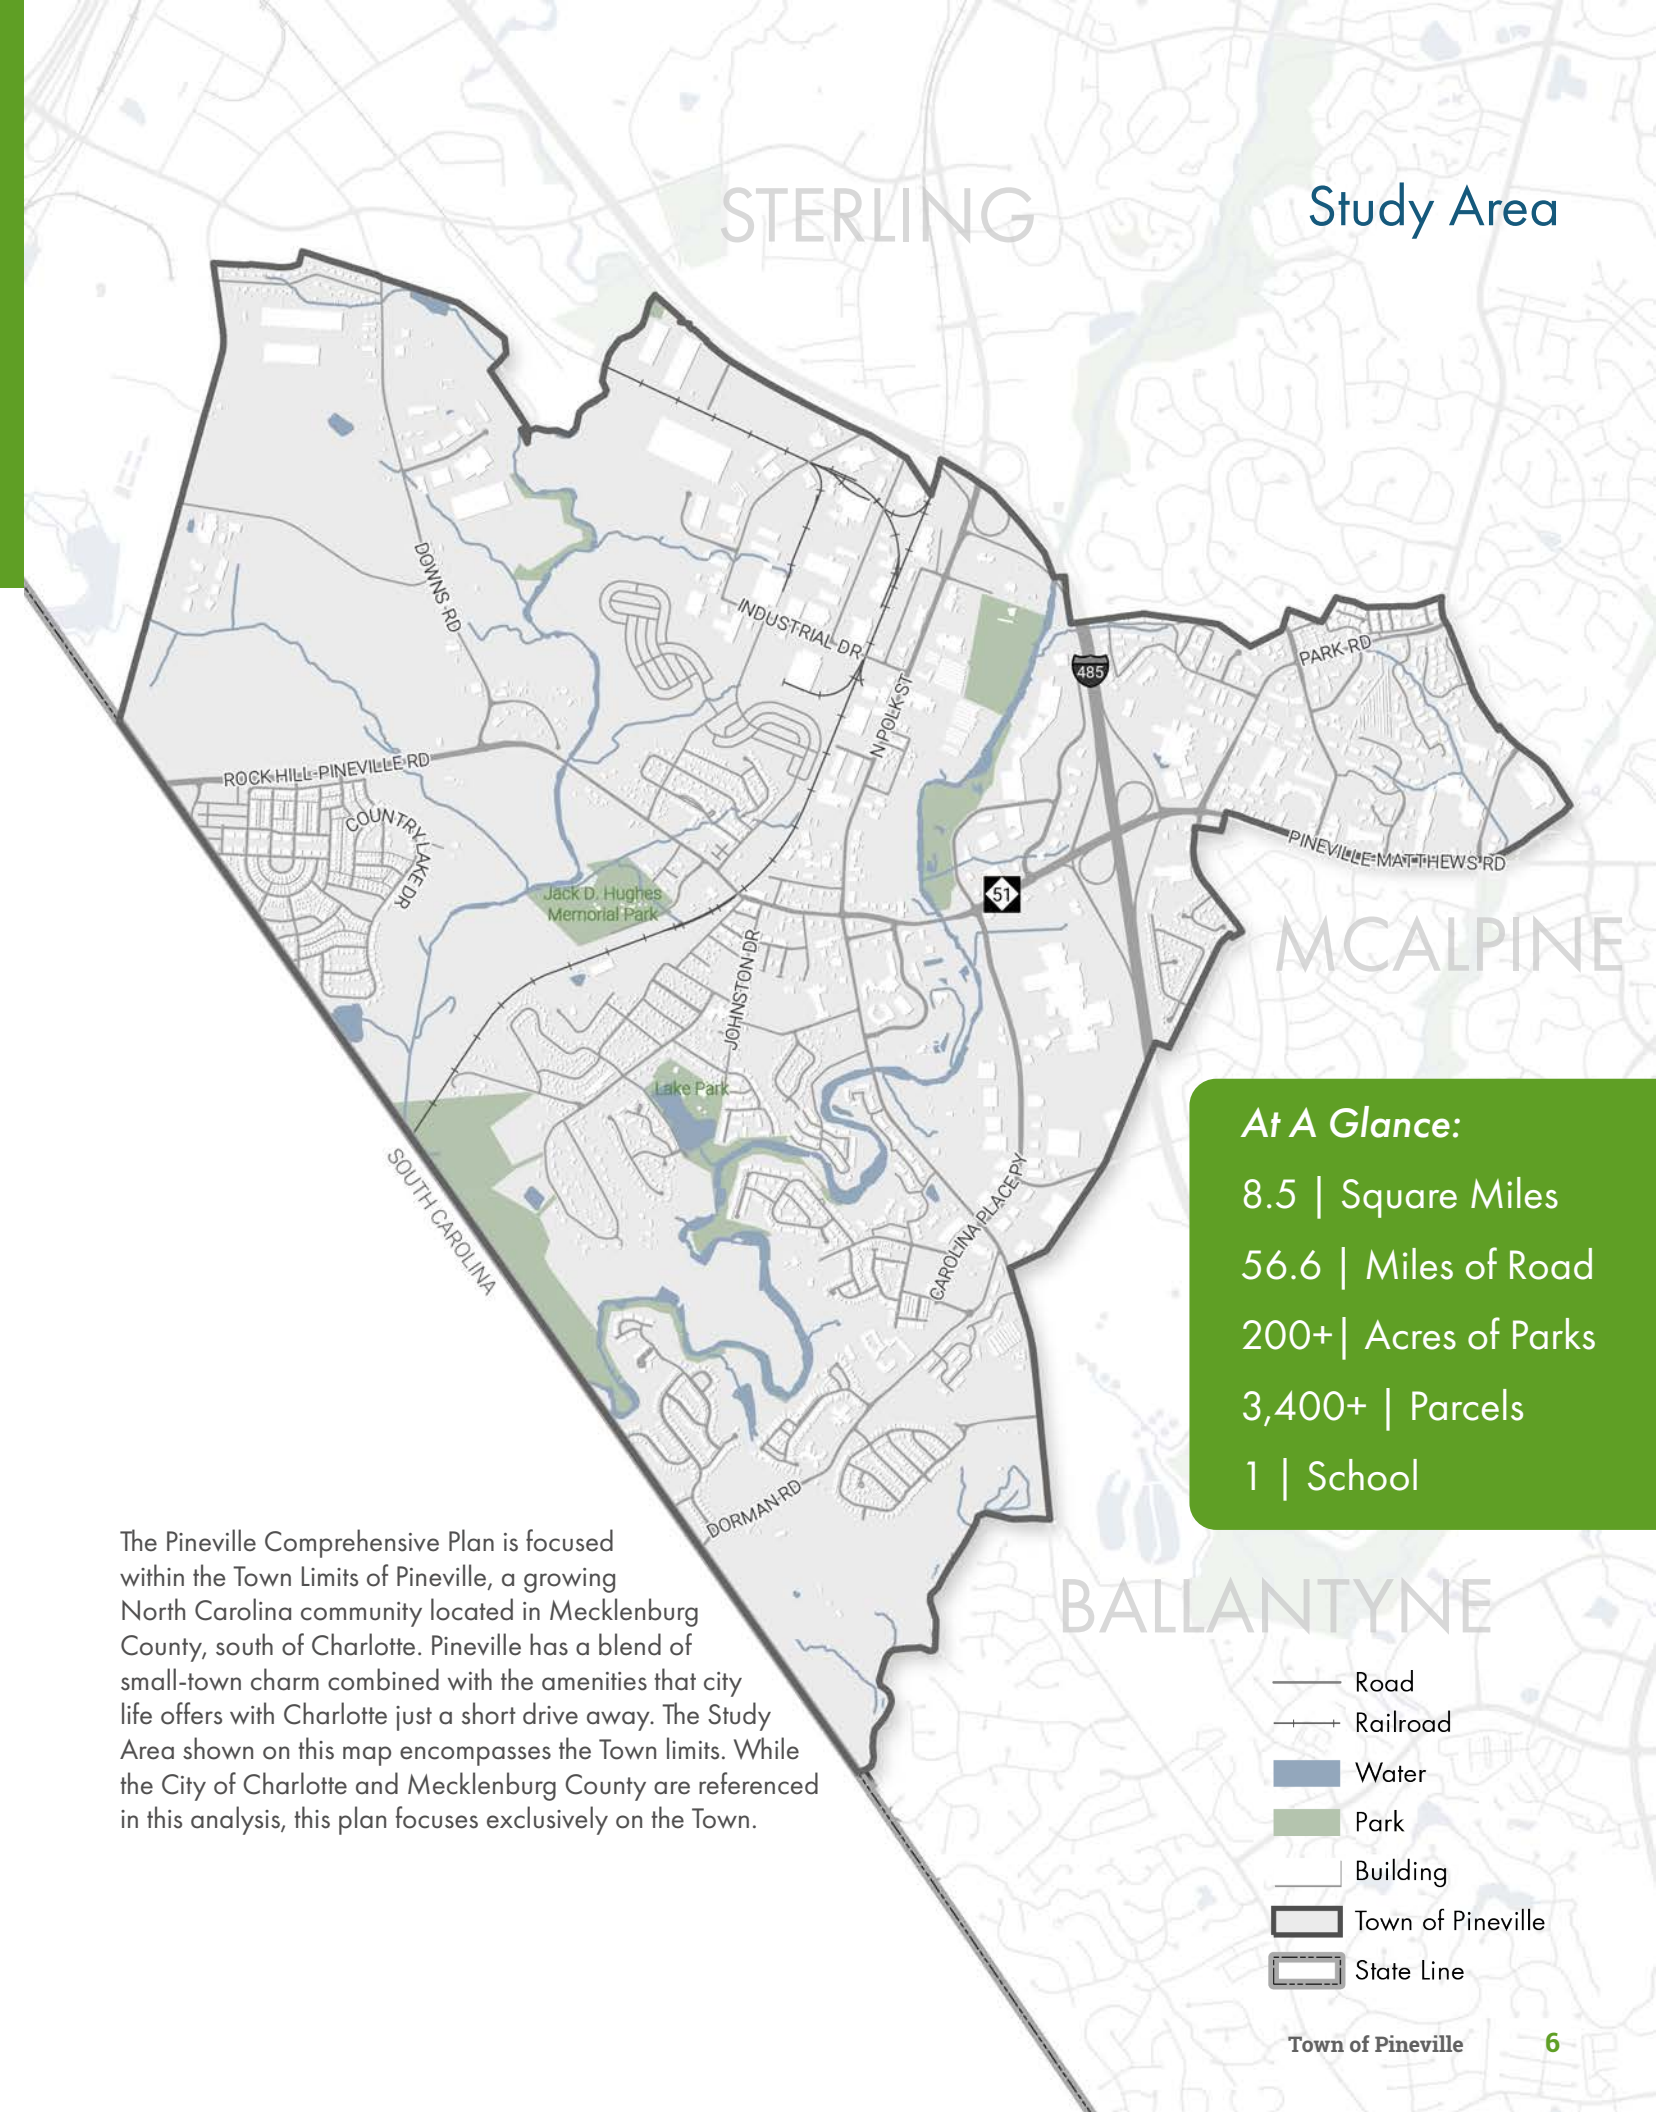 STERLING
Study Area
DOWNS RD
INDUSTRIAL DR
485
PARK RD
N POLK ST
ROCK HILL-PINEVILLE RD
COUNTRY LAKE DR
PINEVILLE-MATTHEWS RD
Jack D. Hughes
Memorial Park
51
JOHNSTON DR
MCALPINE
Lake Park
At A Glance:
8.5 | Square Miles
56.6 | Miles of Road
200+| Acres of Parks
3,400+ | Parcels
1 | School
SOUTH CAROLINA
CAROLINA PLACE PY
DORMAN RD
The Pineville Comprehensive Plan is focused
within the Town Limits of Pineville, a growing
North Carolina community located in Mecklenburg
County, south of Charlotte. Pineville has a blend of
small-town charm combined with the amenities that city
life offers with Charlotte just a short drive away. The Study
Area shown on this map encompasses the Town limits. While
the City of Charlotte and Mecklenburg County are referenced
in this analysis, this plan focuses exclusively on the Town.
BALLANTYNE
Road
Railroad
Water
Park
Building
Town of Pineville
State Line
Town of Pineville 6